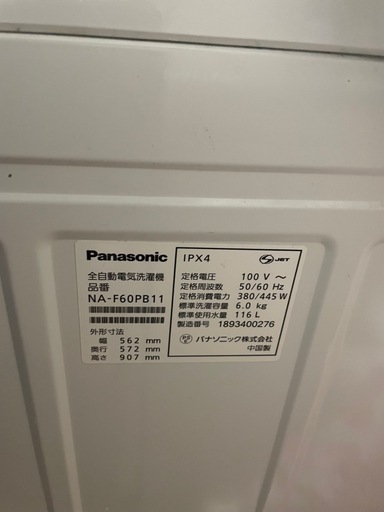 Panasonic
全自動電気洗濯機
品番
NA-F60PB11
外形寸法
幅 562 mm
奥行 572 mm
高さ 907 mm
IPX4
JET
定格電圧 100 V ～
定格周波数 50/60 Hz
定格消費電力 380/445 W
標準洗濯容量 6.0 kg
標準使用水量 116 L
製造番号 1893400276
パナソニック株式会社
中国製